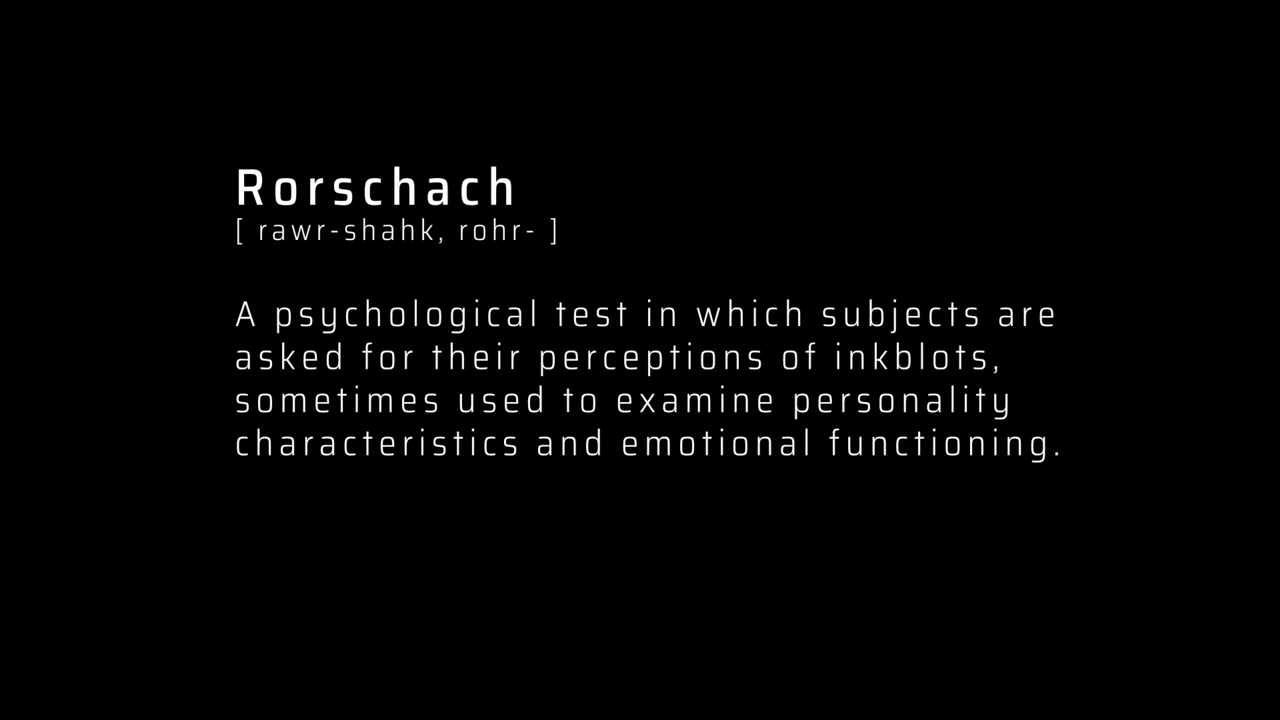 Rorschach
[ rawr-shahk, rohr- ]
A psychological test in which subjects are
asked for their perceptions of inkblots,
sometimes used to examine personality
characteristics and emotional functioning.